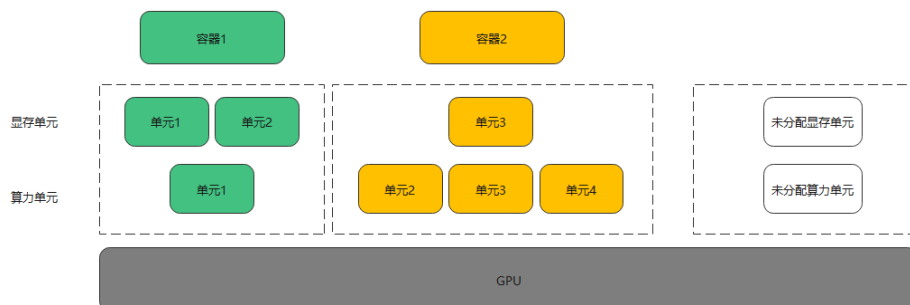 容器1
容器2
显存单元
单元1
单元2
单元3
未分配显存单元
算力单元
单元1
单元2
单元3
单元4
未分配算力单元
GPU